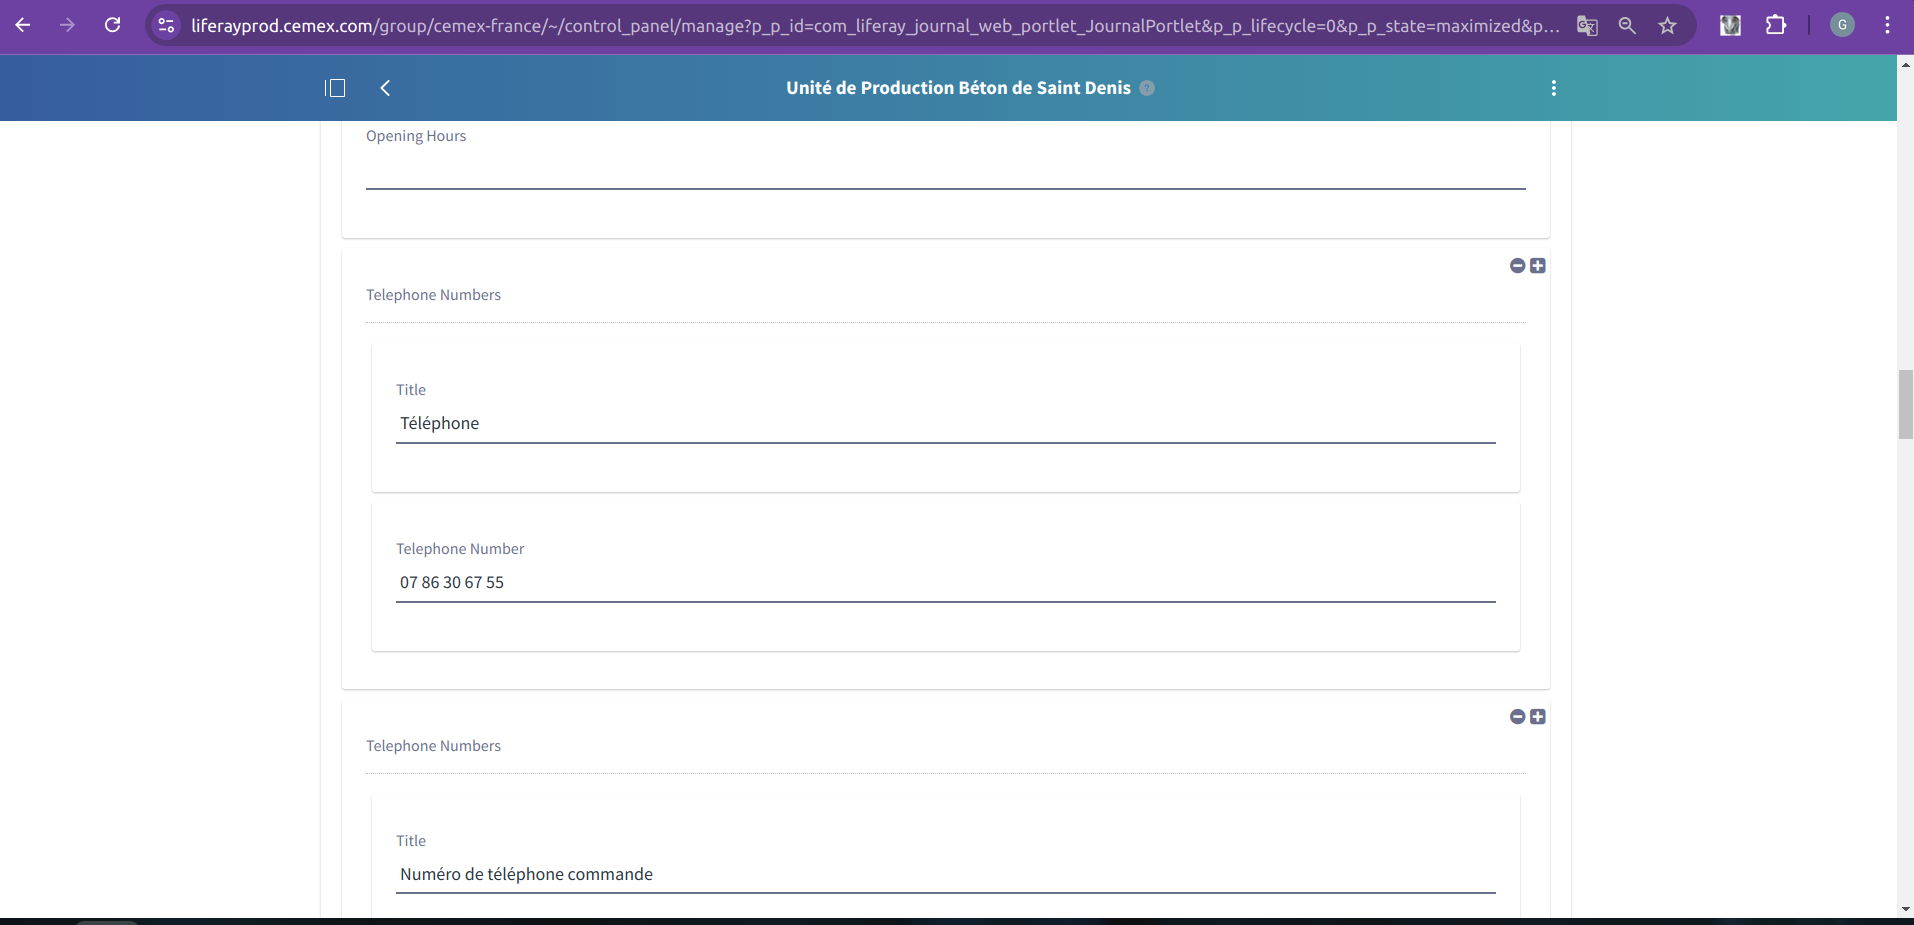 liferayprod.cemex.com/group/cemex-france/~/control_panel/manage?p_p_id=com_liferay_journal_web_portlet_JournalPortlet&p_p_lifecycle=0&p_p_state=maximized&p...
G
Unité de Production Béton de Saint Denis ?
Opening Hours
Telephone Numbers
Title
Téléphone
Telephone Number
07 86 30 67 55
Telephone Numbers
Title
Numéro de téléphone commande